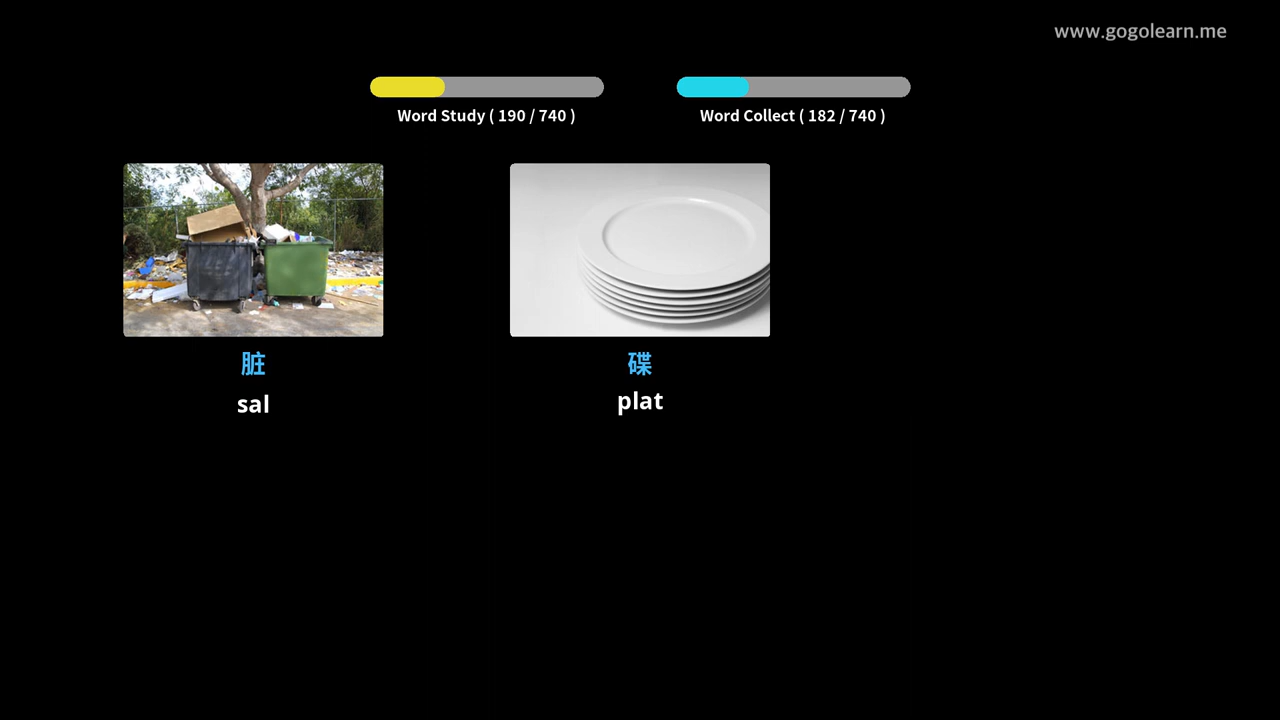 www.gogolearn.me
Word Study ( 190 / 740 )
Word Collect ( 182 / 740 )
脏
sal
碟
plat